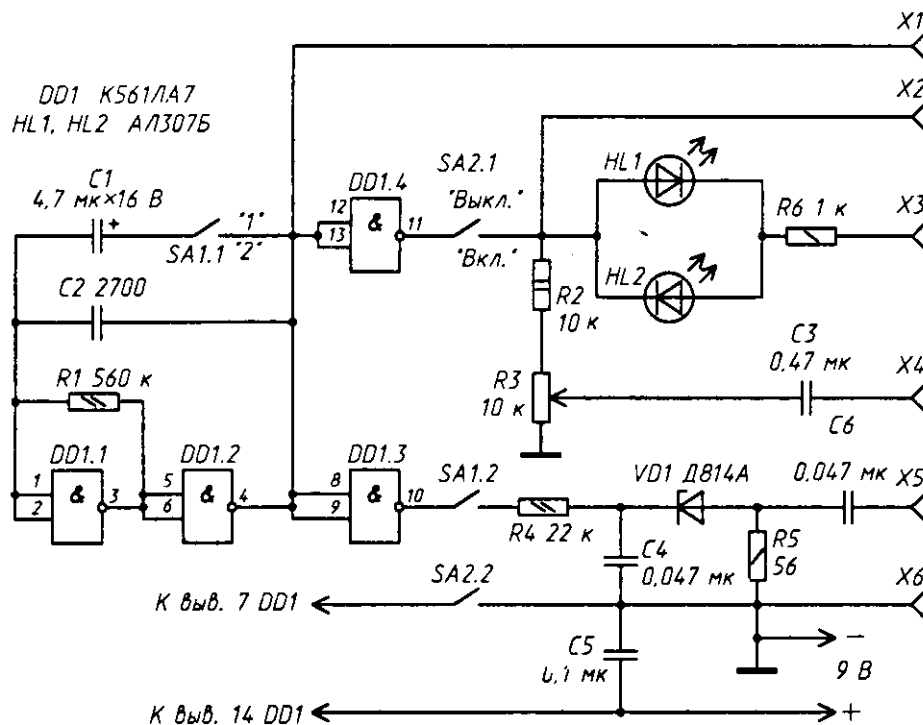 X1
DD1 К561ЛА7
HL1, HL2 АЛ307Б
X2
C1
4,7 мк×16 В
+
SA1.1
"1"
"2"
DD1.4
12
13
&
11
SA2.1
"Выкл."
"Вкл."
HL1
HL2
R6 1 к
X3
C2 2700
R2
10 к
R1 560 к
R3
10 к
C3
0,47 мк
X4
C6
0,047 мк
DD1.1
1
2
&
3
DD1.2
5
6
&
4
DD1.3
8
9
&
10
SA1.2
R4 22 к
VD1 Д814А
X5
C4
0,047 мк
R5
56
К выв. 7 DD1
SA2.2
X6
C5
0,1 мк
−
9 В
К выв. 14 DD1
+